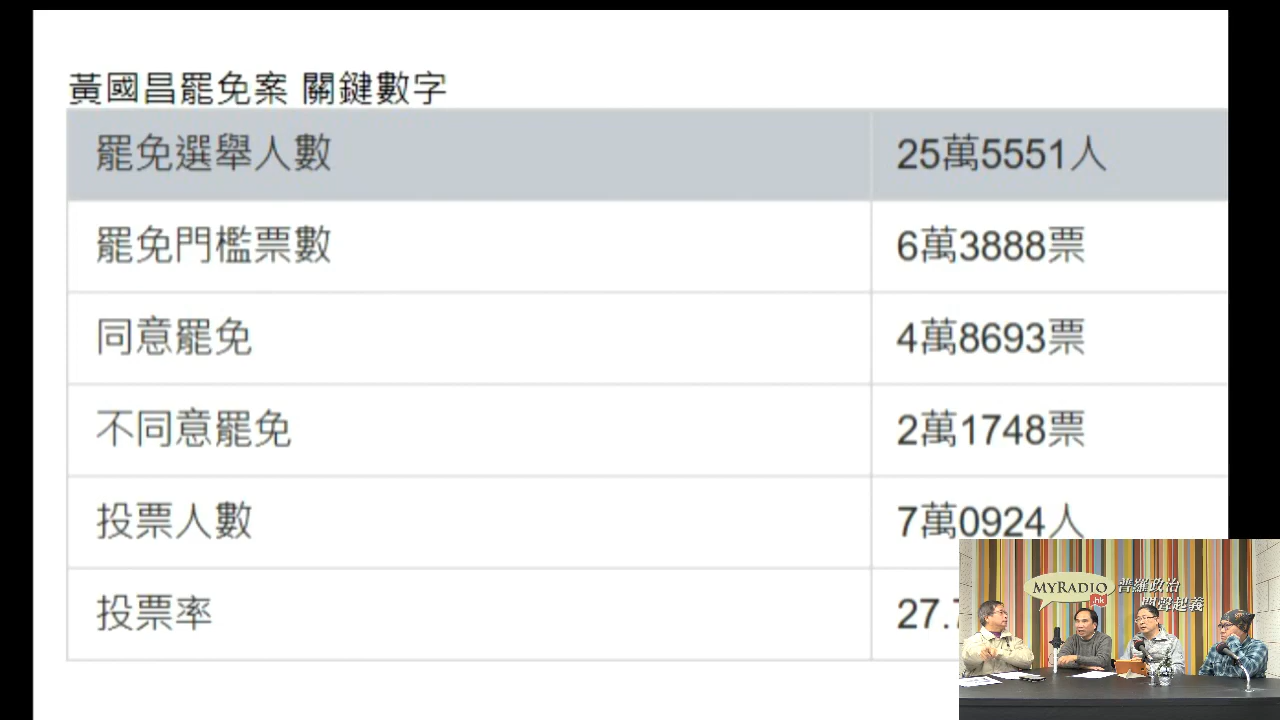 黃國昌罷免案 關鍵數字
罷免選舉人數 25萬5551人
罷免門檻票數 6萬3888票
同意罷免 4萬8693票
不同意罷免 2萬1748票
投票人數 7萬0924人
投票率 27.7
MYRADIO
.hk
普羅政治
聞聲起義